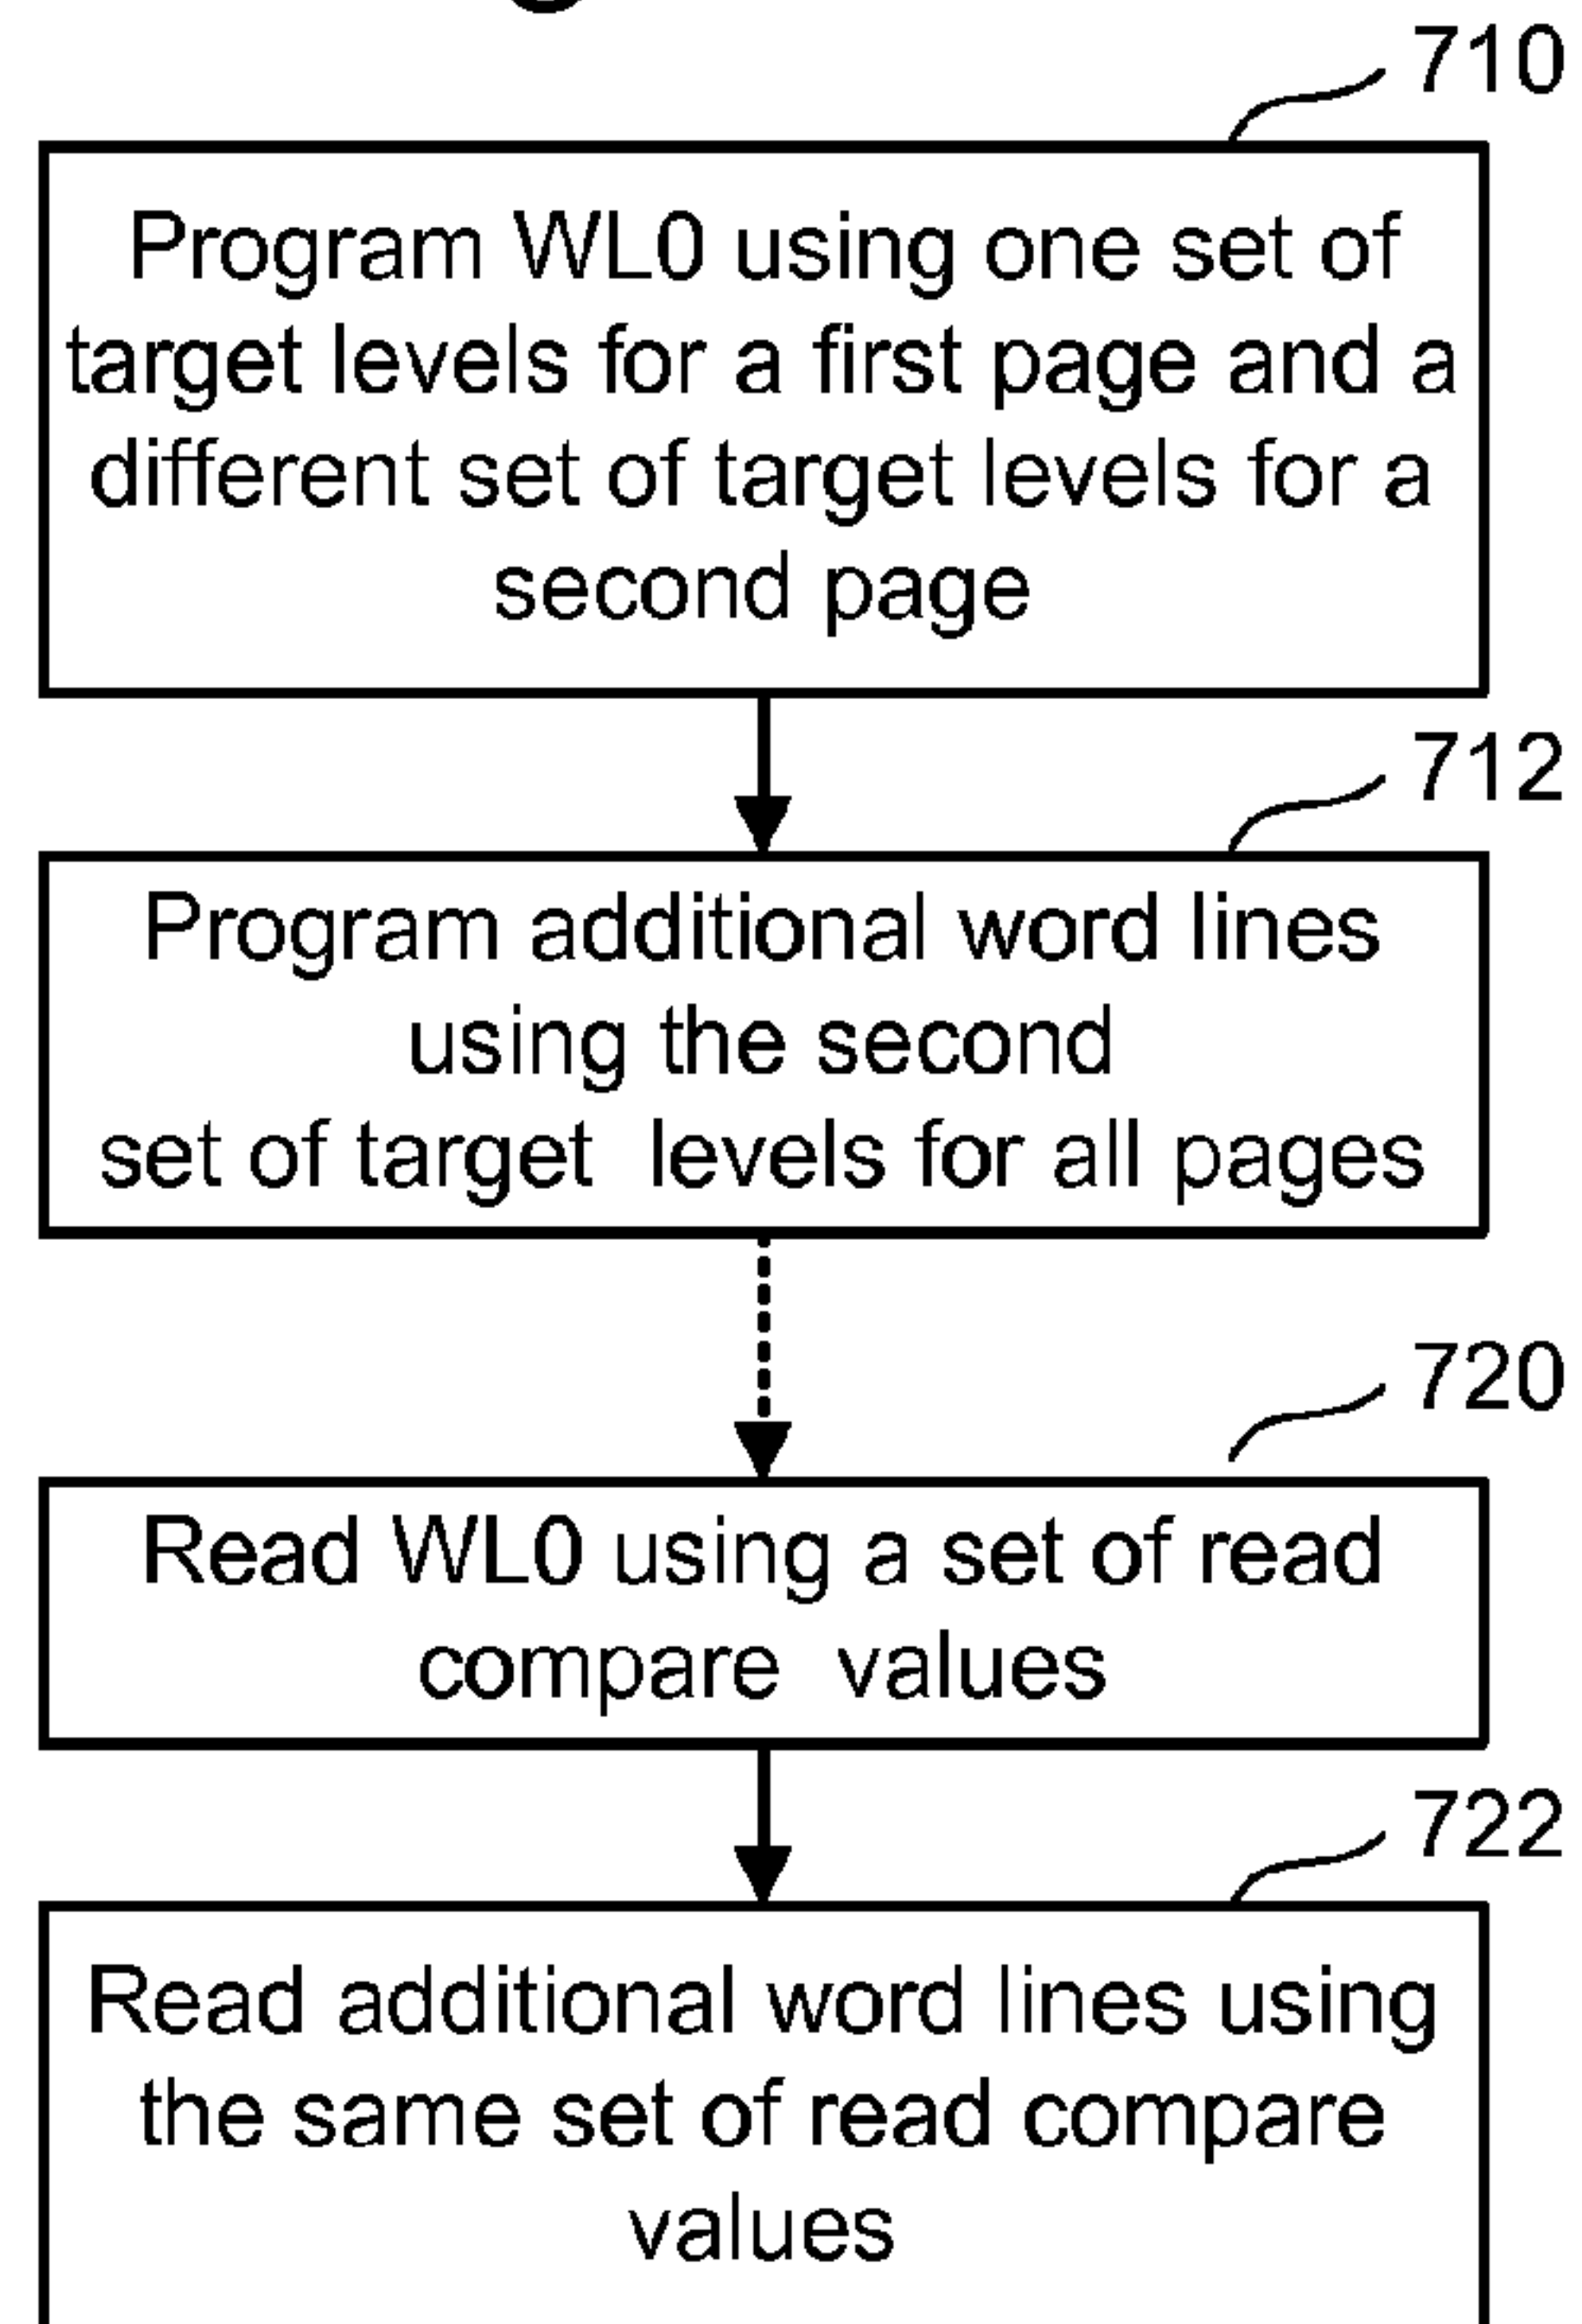 710
Program WL0 using one set of
target levels for a first page and a
different set of target levels for a
second page
712
Program additional word lines
using the second
set of target levels for all pages
720
Read WL0 using a set of read
compare values
722
Read additional word lines using
the same set of read compare
values